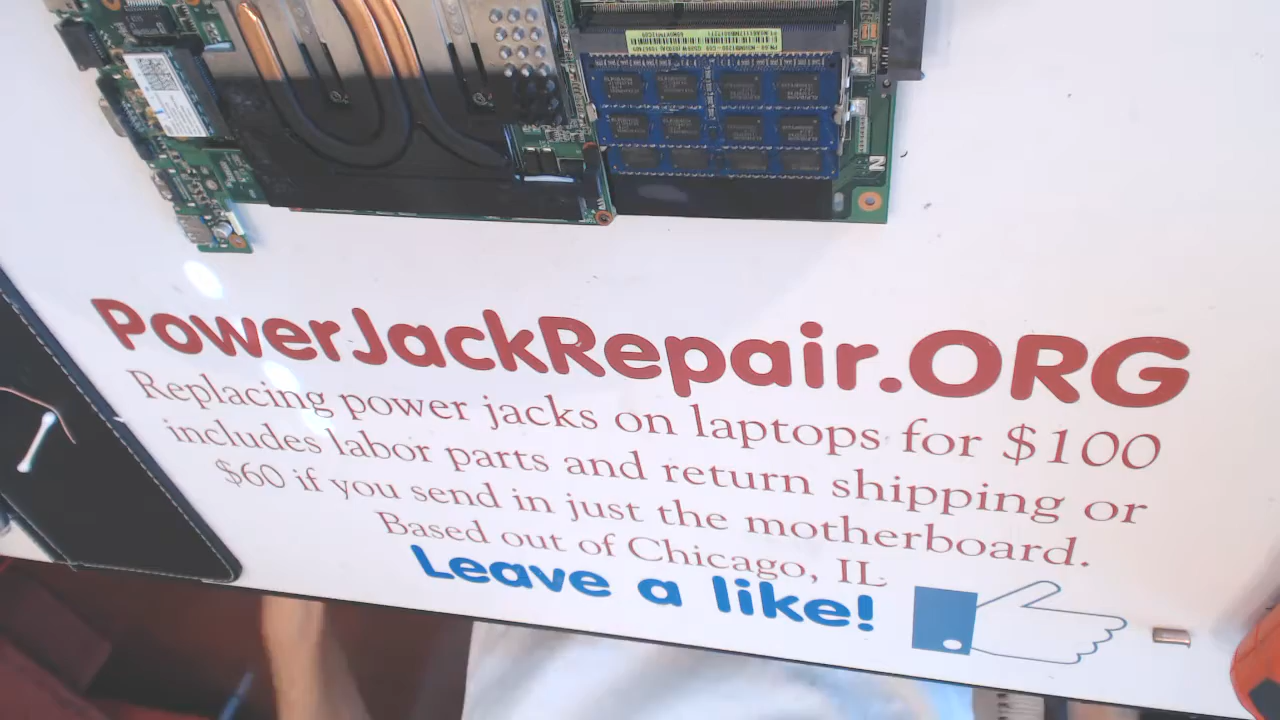 PowerJackRepair.ORG
Replacing power jacks on laptops for $100
includes labor parts and return shipping or
$60 if you send in just the motherboard.
Based out of Chicago, IL
Leave a like!